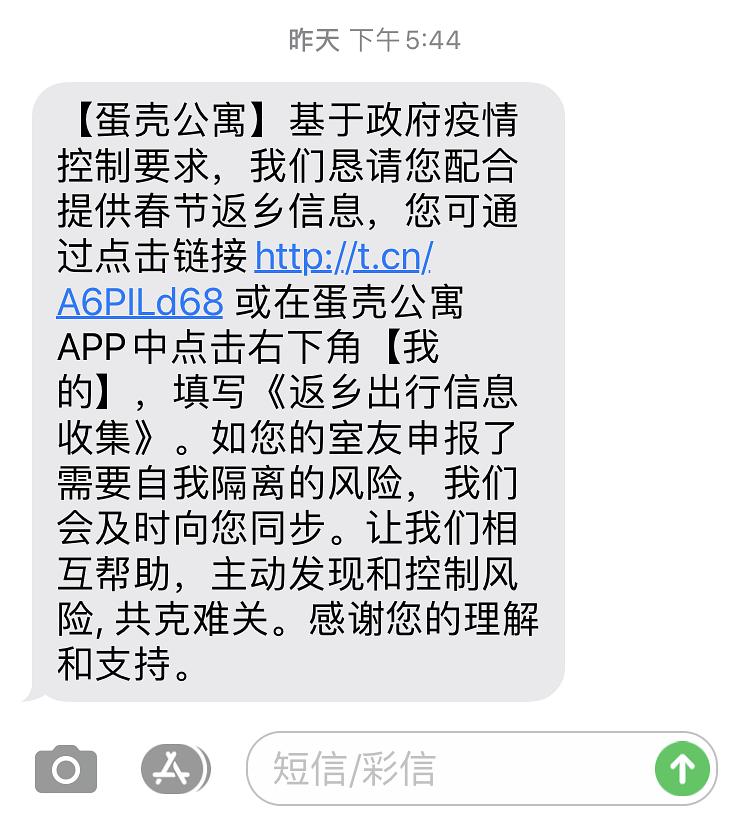 昨天 下午5:44
【蛋壳公寓】基于政府疫情
控制要求，我们恳请您配合
提供春节返乡信息，您可通
过点击链接 http://t.cn/
A6PILd68 或在蛋壳公寓
APP中点击右下角【我
的】，填写《返乡出行信息
收集》。如您的室友申报了
需要自我隔离的风险，我们
会及时向您同步。让我们相
互帮助，主动发现和控制风
险, 共克难关。感谢您的理解
和支持。
短信/彩信